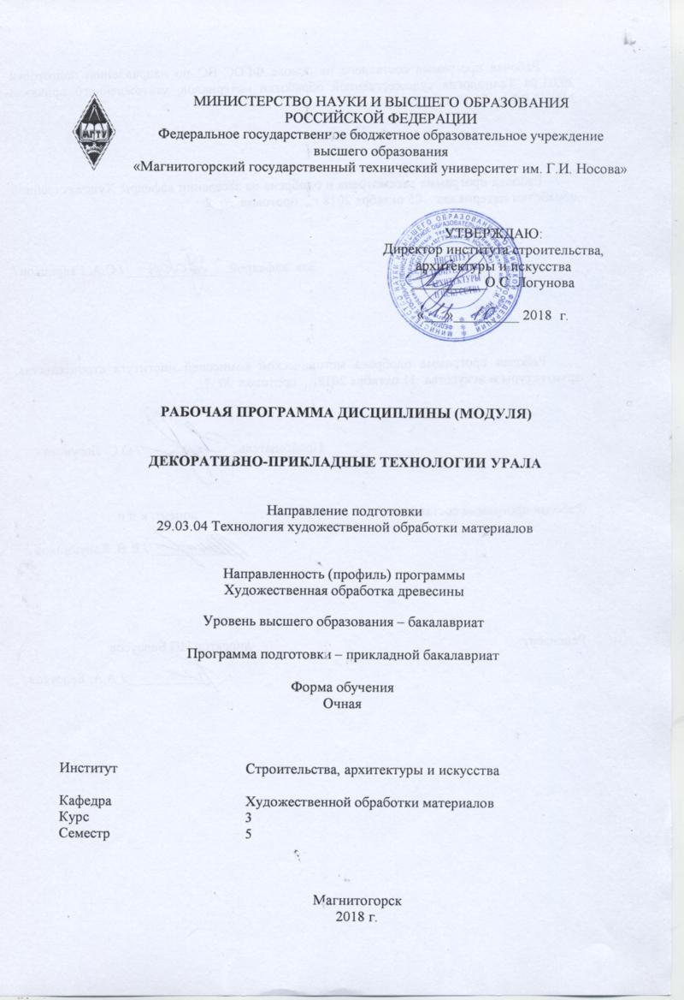 МГТУ
МИНИСТЕРСТВО НАУКИ И ВЫСШЕГО ОБРАЗОВАНИЯ
РОССИЙСКОЙ ФЕДЕРАЦИИ
Федеральное государственное бюджетное образовательное учреждение
высшего образования
«Магнитогорский государственный технический университет им. Г.И. Носова»
УТВЕРЖДАЮ:
Директор института строительства,
архитектуры и искусства
О.С. Логунова
2018 г.
РАБОЧАЯ ПРОГРАММА ДИСЦИПЛИНЫ (МОДУЛЯ)
ДЕКОРАТИВНО-ПРИКЛАДНЫЕ ТЕХНОЛОГИИ УРАЛА
Направление подготовки
29.03.04 Технология художественной обработки материалов
Направленность (профиль) программы
Художественная обработка древесины
Уровень высшего образования – бакалавриат
Программа подготовки – прикладной бакалавриат
Форма обучения
Очная
Институт Строительства, архитектуры и искусства
Кафедра Художественной обработки материалов
Курс 3
Семестр 5
Магнитогорск
2018 г.